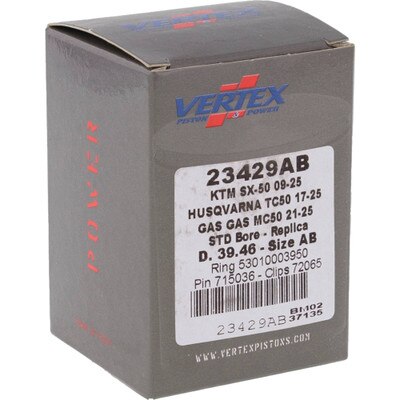 VERTEX
PISTON & POWER
23429AB
KTM SX-50 09-25
HUSQVARNA TC50 17-25
GAS GAS MC50 21-25
STD Bore - Replica
D. 39.46 - Size AB
Ring 53010003950
Pin 715036 - Clips 72065
23429AB
BM02
37135
WWW.VERTEXPISTONS.COM
POWER